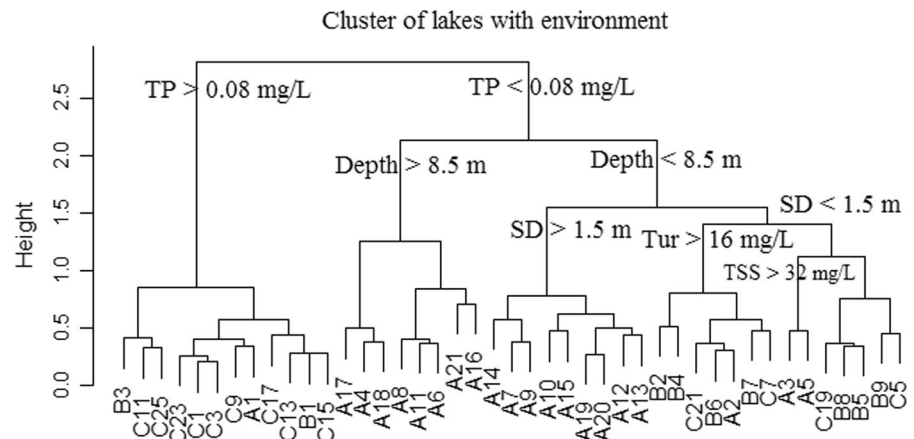 Cluster of lakes with environment
Height
2.5
2.0
1.5
1.0
0.5
0.0
TP > 0.08 mg/L
TP < 0.08 mg/L
Depth > 8.5 m
Depth < 8.5 m
SD > 1.5 m
SD < 1.5 m
Tur > 16 mg/L
TSS > 32 mg/L
B3
C11
C25
C23
C1
C3
C9
A1
C17
C13
B1
C15
A17
A4
A18
A8
A11
A6
A21
A16
A14
A7
A9
A10
A15
A19
A20
A12
A13
B2
B4
C21
B6
A2
B7
C7
A3
A5
C19
B8
B5
B9
C5